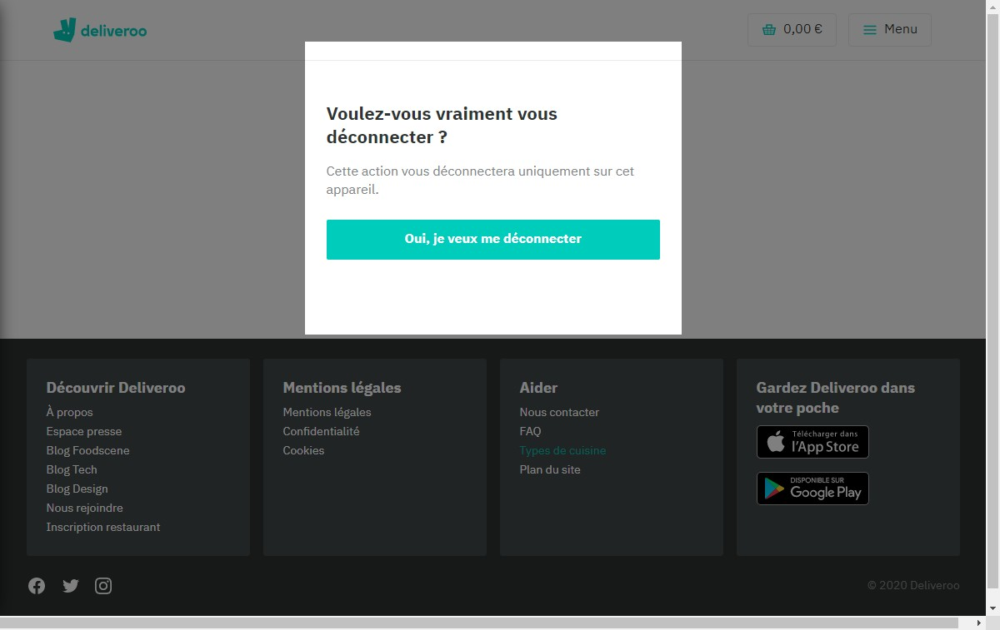 deliveroo
0,00 €
Menu
Voulez-vous vraiment vous
déconnecter ?
Cette action vous déconnectera uniquement sur cet
appareil.
Oui, je veux me déconnecter
Découvrir Deliveroo
À propos
Espace presse
Blog Foodscene
Blog Tech
Blog Design
Nous rejoindre
Inscription restaurant
Mentions légales
Mentions légales
Confidentialité
Cookies
Aider
Nous contacter
FAQ
Types de cuisine
Plan du site
Gardez Deliveroo dans
votre poche
Télécharger dans
l'App Store
DISPONIBLE SUR
Google Play
© 2020 Deliveroo